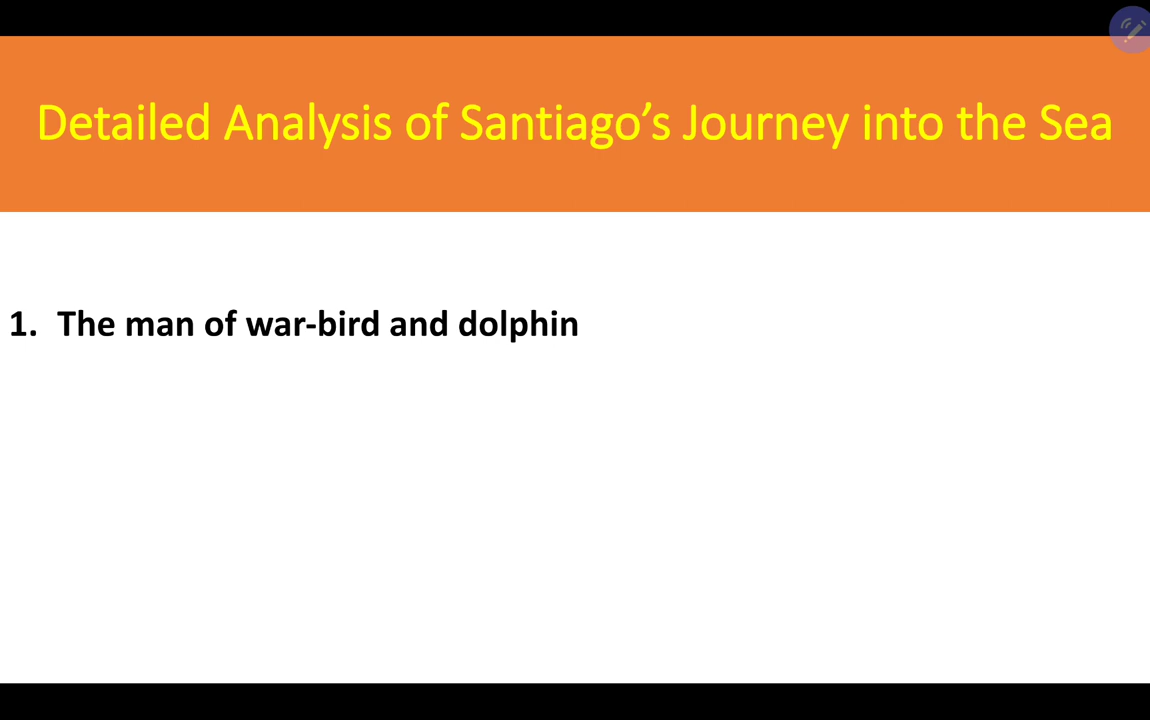 Detailed Analysis of Santiago’s Journey into the Sea
1. The man of war-bird and dolphin